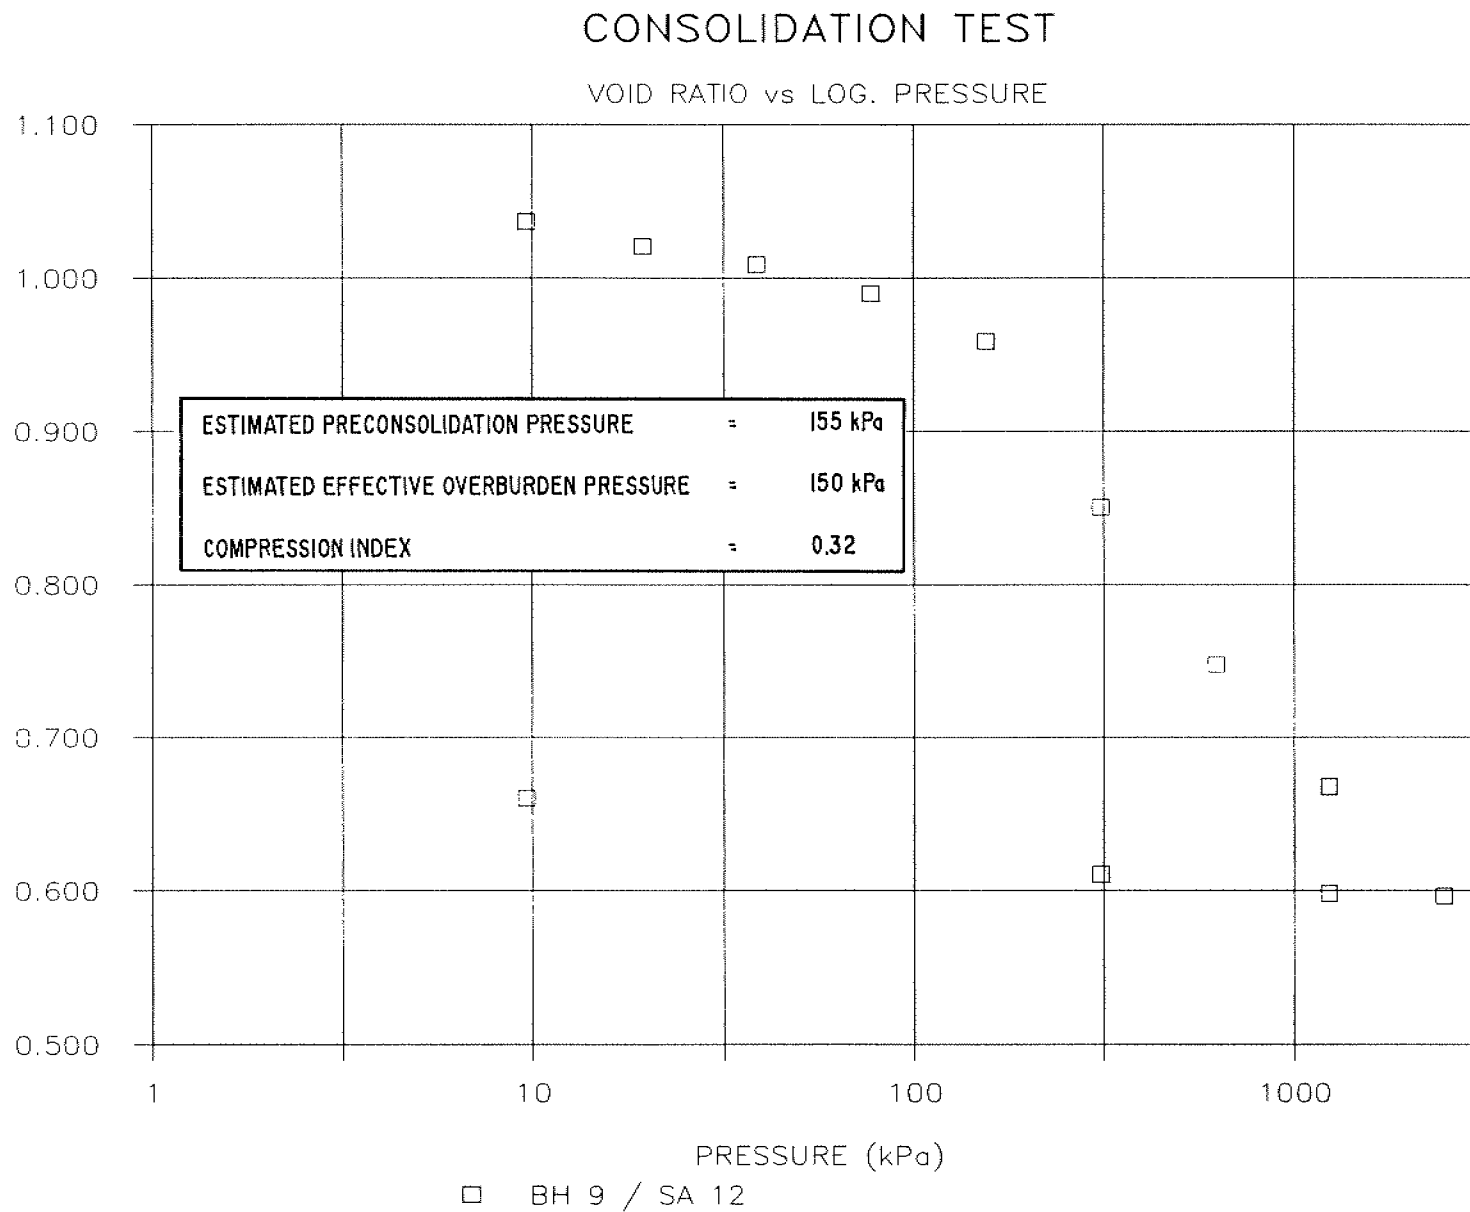 CONSOLIDATION TEST
VOID RATIO vs LOG. PRESSURE
1.100
1.000
0.900
0.800
0.700
0.600
0.500
ESTIMATED PRECONSOLIDATION PRESSURE = 155 kPa
ESTIMATED EFFECTIVE OVERBURDEN PRESSURE = 150 kPa
COMPRESSION INDEX = 0.32
1 10 100 1000
PRESSURE (kPa)
BH 9 / SA 12